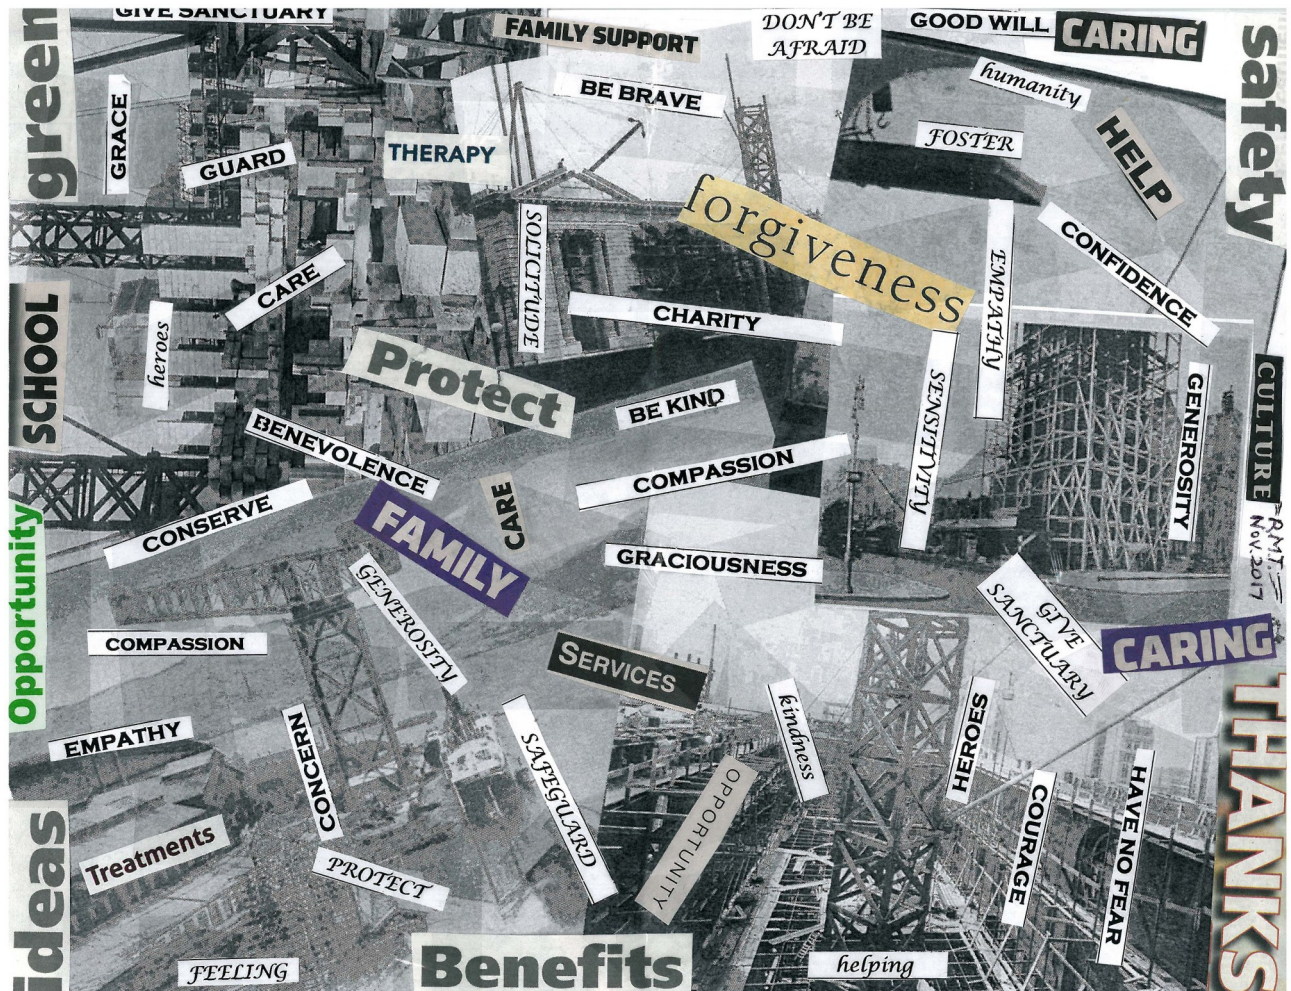 GIVE SANCTUARY
FAMILY SUPPORT
DON'T BE
AFRAID
GOOD WILL
CARING
safety
green
GRACE
GUARD
THERAPY
BE BRAVE
humanity
FOSTER
HELP
forgiveness
SOLICITUDE
EMPATHY
CONFIDENCE
CARE
CHARITY
SCHOOL
heroes
Protect
BE KIND
SENSITIVITY
GENEROSITY
CULTURE
BENEVOLENCE
COMPASSION
CONSERVE
CARE
FAMILY
Opportunity
GRACIOUSNESS
R.M.T.
NOV. 2017
GENEROSITY
GIVE
SANCTUARY
CARING
COMPASSION
SERVICES
kindness
HEROES
THANKS
EMPATHY
CONCERN
SAFEGUARD
OPPORTUNITY
COURAGE
HAVE NO FEAR
Treatments
PROTECT
ideas
FEELING
Benefits
helping